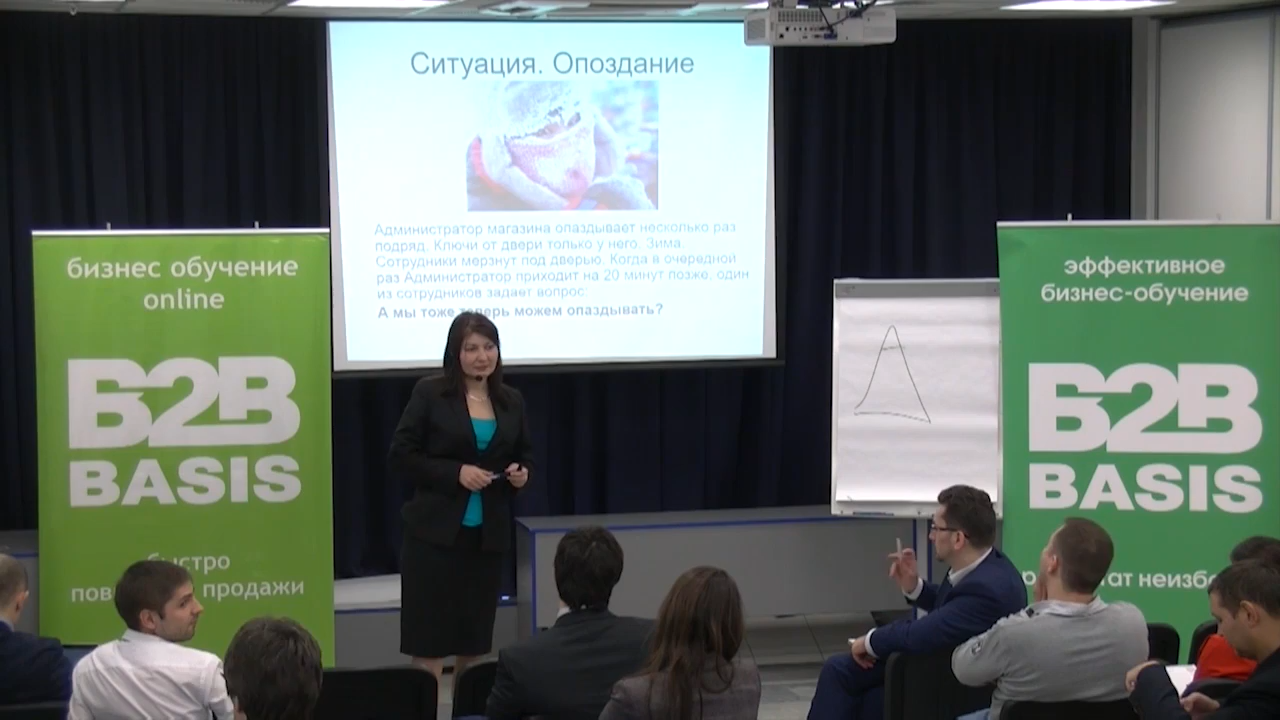 Ситуация. Опоздание
Администратор магазина опаздывает несколько раз
подряд. Ключи от двери только у него. Зима.
Сотрудники мерзнут под дверью. Когда в очередной
раз Администратор приходит на 20 минут позже, один
из сотрудников задает вопрос:
А мы тоже теперь можем опаздывать?
бизнес обучение
online
Б2В
BASIS
быстро
продажи
эффективное
бизнес-обучение
Б2В
BASIS